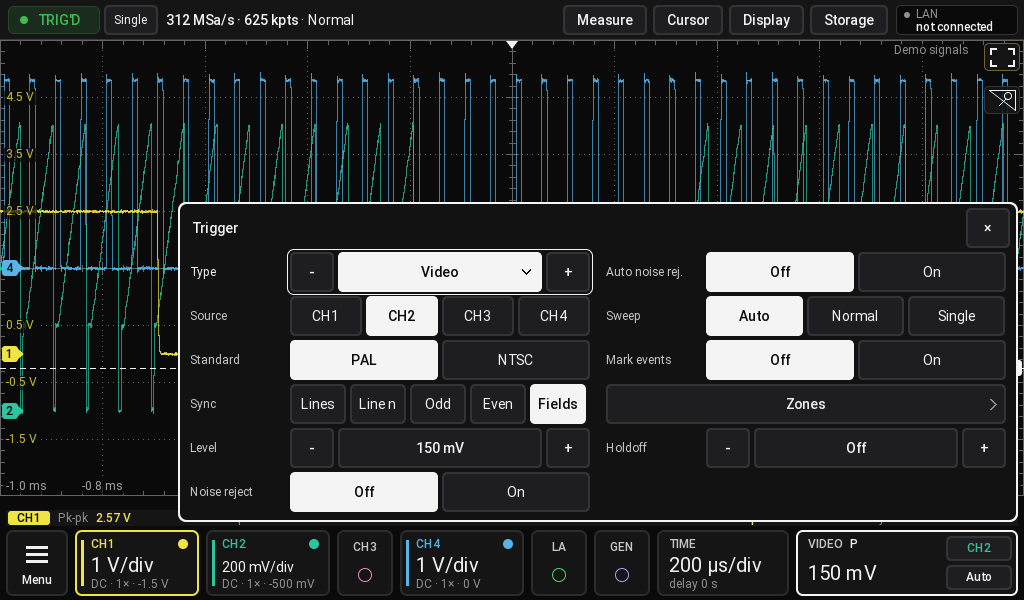 TRIG'D Single 312 MSa/s · 625 kpts · Normal Measure Cursor Display Storage LAN
not connected
Demo signals
4.5 V
3.5 V
2.5 V
4
0.5 V
1
-0.5 V
2
-1.5 V
-1.0 ms -0.8 ms
Trigger ×
Type - Video + Auto noise rej. Off On
Source CH1 CH2 CH3 CH4 Sweep Auto Normal Single
Standard PAL NTSC Mark events Off On
Sync Lines Line n Odd Even Fields Zones
Level - 150 mV + Holdoff - Off +
Noise reject Off On
CH1 Pk-pk 2.57 V
Menu
CH1
1 V/div
DC · 1× · -1.5 V
CH2
200 mV/div
DC · 1× · -500 mV
CH3
CH4
1 V/div
DC · 1× · 0 V
LA
GEN
TIME
200 µs/div
delay 0 s
VIDEO P
150 mV
CH2
Auto